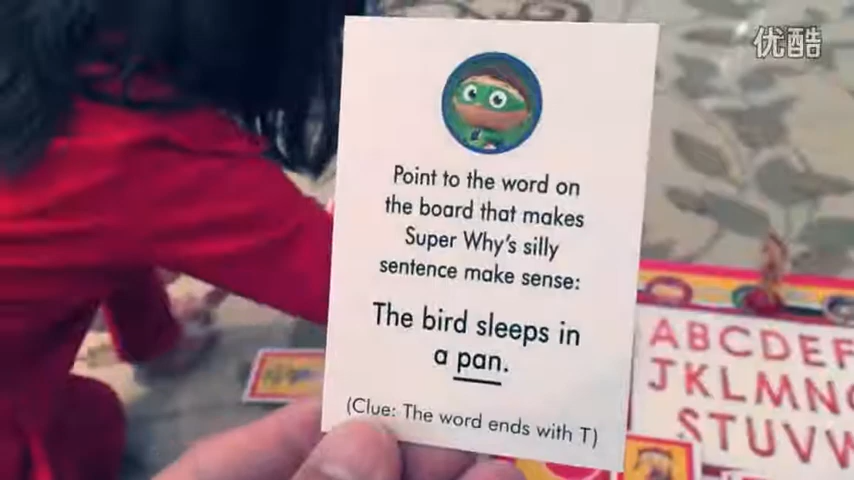 优酷
Point to the word on
the board that makes
Super Why's silly
sentence make sense:
The bird sleeps in
a pan.
(Clue: The word ends with T)
ABCDEF
JKLMN
STUVW